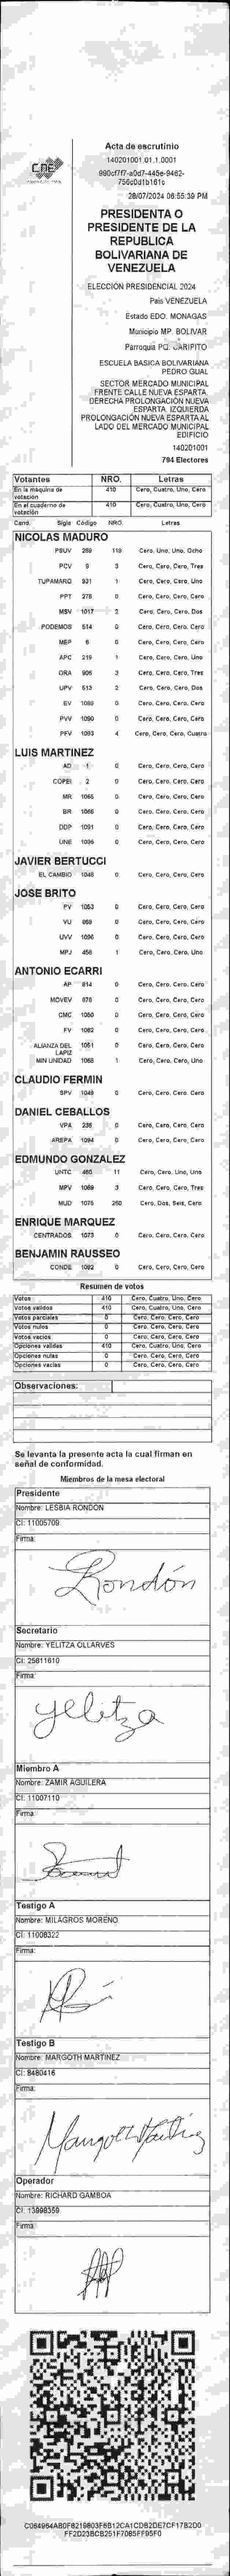 CNE
Acta de escrutinio
140201001.01.1.0001
28/07/2024 06:55:39 PM
PRESIDENTA O
PRESIDENTE DE LA
REPUBLICA
BOLIVARIANA DE
VENEZUELA
ELECCIÓN PRESIDENCIAL 2024
País VENEZUELA
Estado EDO. MONAGAS
Municipio MP. BOLIVAR
Parroquia PQ. CARIPITO
ESCUELA BASICA BOLIVARIANA
PEDRO GUAL
SECTOR MERCADO MUNICIPAL
FRENTE CALLE NUEVA ESPARTA.
DERECHA PROLONGACIÓN NUEVA
ESPARTA. IZQUIERDA
PROLONGACIÓN NUEVA ESPARTA AL
LADO DEL MERCADO MUNICIPAL
EDIFICIO
140201001
794 Electores
Votantes NRO. Letras
En la máquina de votación 410 Cero, Cuatro, Uno, Cero
En el cuaderno de votación 410 Cero, Cuatro, Uno, Cero
Cand. Sigla Código NRO. Letras
NICOLAS MADURO
PSUV 289 118 Cero, Uno, Uno, Ocho
PCV 9 3 Cero, Cero, Cero, Tres
TUPAMARO 931 1 Cero, Cero, Cero, Uno
PPT 278 0 Cero, Cero, Cero, Cero
MSV 1017 2 Cero, Cero, Cero, Dos
PODEMOS 514 0 Cero, Cero, Cero, Cero
MEP 6 0 Cero, Cero, Cero, Cero
APC 219 1 Cero, Cero, Cero, Uno
ORA 906 3 Cero, Cero, Cero, Tres
UPV 513 2 Cero, Cero, Cero, Dos
EV 1089 0 Cero, Cero, Cero, Cero
PVV 1090 0 Cero, Cero, Cero, Cero
PFV 1093 4 Cero, Cero, Cero, Cuatro
LUIS MARTINEZ
AD 1 0 Cero, Cero, Cero, Cero
COPEI 2 0 Cero, Cero, Cero, Cero
MR 1065 0 Cero, Cero, Cero, Cero
BR 1066 0 Cero, Cero, Cero, Cero
DDP 1091 0 Cero, Cero, Cero, Cero
UNE 1095 0 Cero, Cero, Cero, Cero
JAVIER BERTUCCI
EL CAMBIO 1048 0 Cero, Cero, Cero, Cero
JOSE BRITO
PV 1053 0 Cero, Cero, Cero, Cero
VU 869 0 Cero, Cero, Cero, Cero
UVV 1096 0 Cero, Cero, Cero, Cero
MPJ 458 1 Cero, Cero, Cero, Uno
ANTONIO ECARRI
AP 814 0 Cero, Cero, Cero, Cero
MOVEV 970 0 Cero, Cero, Cero, Cero
CMC 1050 0 Cero, Cero, Cero, Cero
FV 1062 0 Cero, Cero, Cero, Cero
ALIANZA DEL LAPIZ 1051 0 Cero, Cero, Cero, Cero
MIN UNIDAD 1068 1 Cero, Cero, Cero, Uno
CLAUDIO FERMIN
SPV 1049 0 Cero, Cero, Cero, Cero
DANIEL CEBALLOS
VPA 236 0 Cero, Cero, Cero, Cero
AREPA 1094 0 Cero, Cero, Cero, Cero
EDMUNDO GONZALEZ
UNTC 460 11 Cero, Cero, Uno, Uno
MPV 1069 3 Cero, Cero, Cero, Tres
MUD 1075 260 Cero, Dos, Seis, Cero
ENRIQUE MARQUEZ
CENTRADOS 1073 0 Cero, Cero, Cero, Cero
BENJAMIN RAUSSEO
CONDE 1092 0 Cero, Cero, Cero, Cero
Resumen de votos
Votos 410 Cero, Cuatro, Uno, Cero
Votos validos 410 Cero, Cuatro, Uno, Cero
Votos parciales 0 Cero, Cero, Cero, Cero
Votos nulos 0 Cero, Cero, Cero, Cero
Votos vacios 0 Cero, Cero, Cero, Cero
Opciones validas 410 Cero, Cuatro, Uno, Cero
Opciones nulas 0 Cero, Cero, Cero, Cero
Opciones vacias 0 Cero, Cero, Cero, Cero
Observaciones:
Se levanta la presente acta la cual firman en
señal de conformidad.
Miembros de la mesa electoral
Presidente
Nombre: LESBIA RONDON
CI: 11005709
Firma:
Rondón
Secretario
Nombre: YELITZA OLLARVES
CI: 25811610
Firma:
yelitza
Miembro A
Nombre: ZAMIR AGUILERA
CI: 11007110
Firma:
Testigo A
Nombre: MILAGROS MORENO
CI: 11008322
Firma:
Testigo B
Nombre: MARGOTH MARTINEZ
CI: 8480416
Firma:
Margoth Martinez
Operador
Nombre: RICHARD GAMBOA
CI: 13998359
Firma: